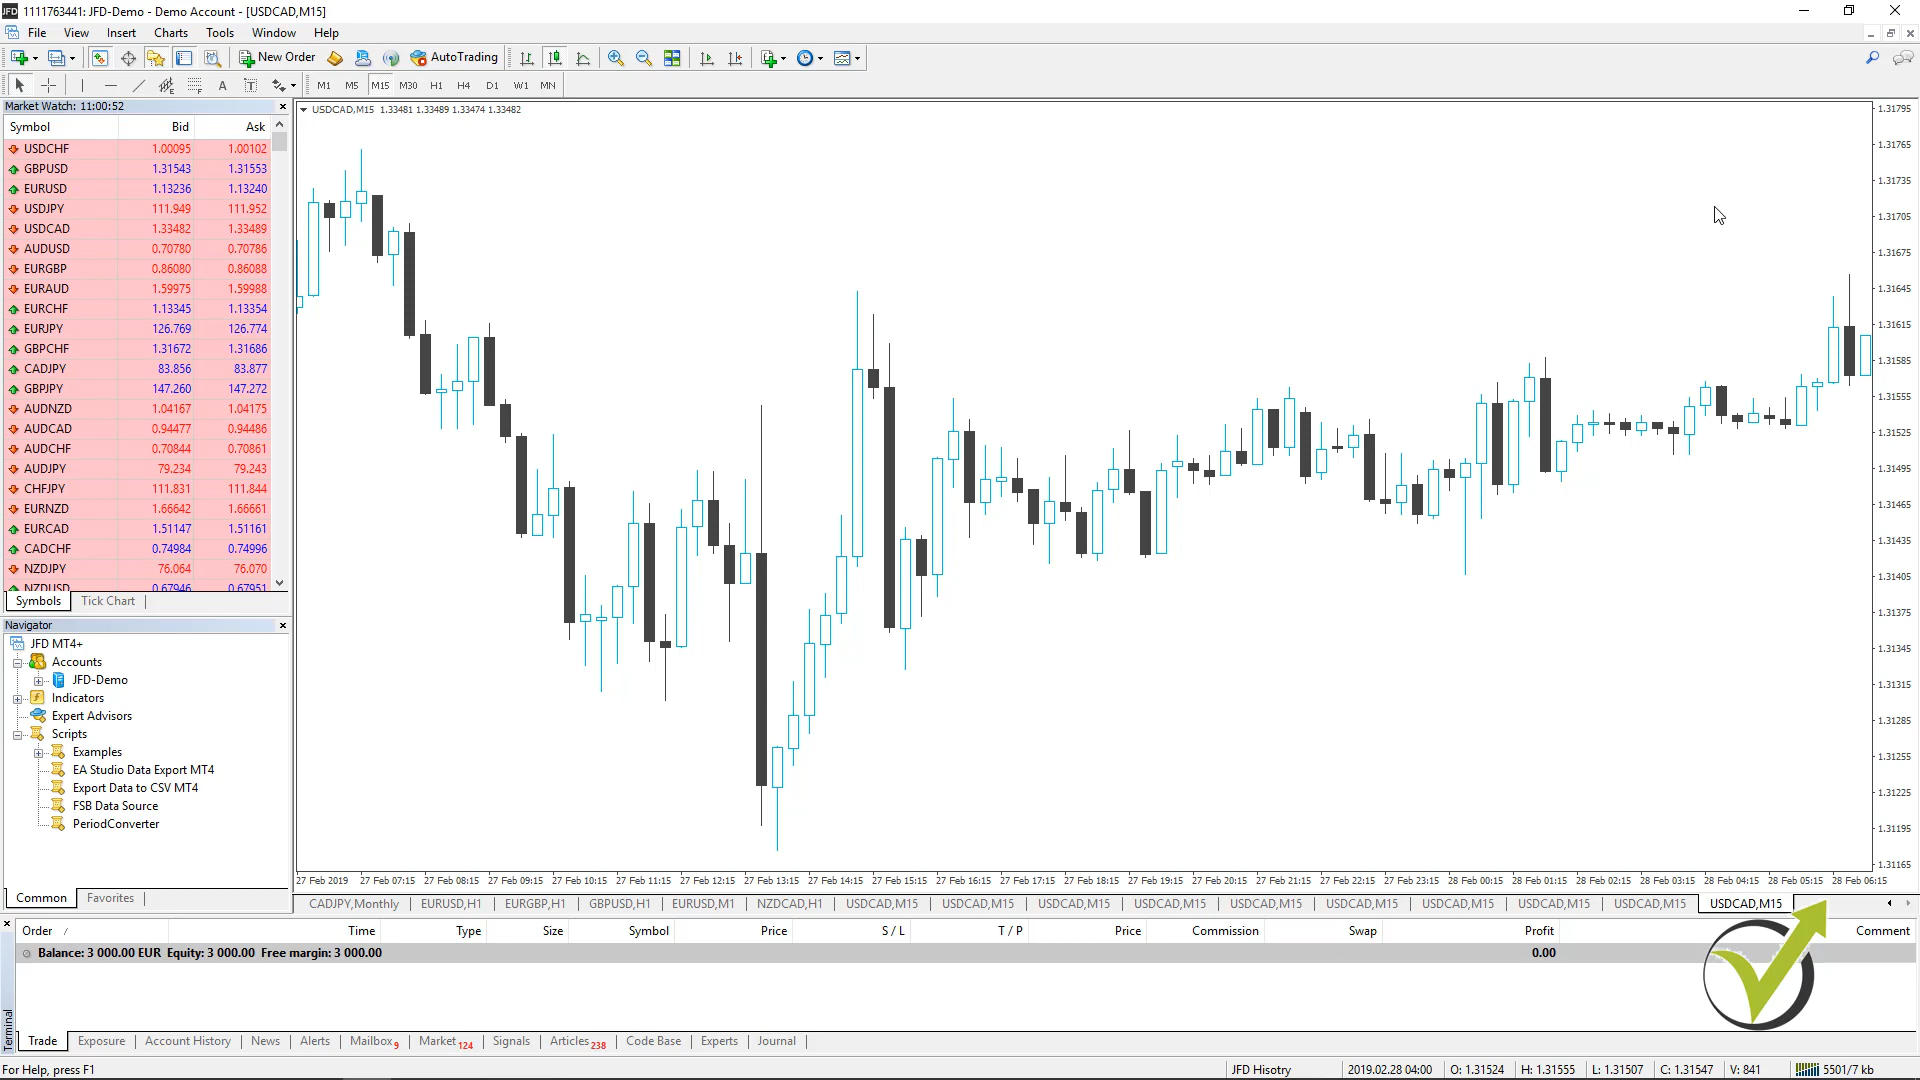 JFD 1111763441: JFD-Demo - Demo Account - [USDCAD,M15]
File View Insert Charts Tools Window Help
New Order AutoTrading
A T M1 M5 M15 M30 H1 H4 D1 W1 MN
Market Watch: 11:00:52
Symbol Bid Ask
USDCHF 1.00095 1.00102
GBPUSD 1.31543 1.31553
EURUSD 1.13236 1.13240
USDJPY 111.949 111.952
USDCAD 1.33482 1.33489
AUDUSD 0.70780 0.70786
EURGBP 0.86080 0.86088
EURAUD 1.59975 1.59988
EURCHF 1.13345 1.13354
EURJPY 126.769 126.774
GBPCHF 1.31672 1.31686
CADJPY 83.856 83.877
GBPJPY 147.260 147.272
AUDNZD 1.04167 1.04175
AUDCAD 0.94477 0.94486
AUDCHF 0.70844 0.70861
AUDJPY 79.234 79.243
CHFJPY 111.831 111.844
EURNZD 1.66642 1.66661
EURCAD 1.51147 1.51161
CADCHF 0.74984 0.74996
NZDJPY 76.064 76.070
NZDUSD 0.67946 0.67951
Symbols Tick Chart
Navigator
JFD MT4+
Accounts
JFD-Demo
Indicators
Expert Advisors
Scripts
Examples
EA Studio Data Export MT4
Export Data to CSV MT4
FSB Data Source
PeriodConverter
Common Favorites
USDCAD,M15 1.33481 1.33489 1.33474 1.33482
1.31795
1.31765
1.31735
1.31705
1.31675
1.31645
1.31615
1.31585
1.31555
1.31525
1.31495
1.31465
1.31435
1.31405
1.31375
1.31345
1.31315
1.31285
1.31255
1.31225
1.31195
1.31165
27 Feb 2019 27 Feb 07:15 27 Feb 08:15 27 Feb 09:15 27 Feb 10:15 27 Feb 11:15 27 Feb 12:15 27 Feb 13:15 27 Feb 14:15 27 Feb 15:15 27 Feb 16:15 27 Feb 17:15 27 Feb 18:15 27 Feb 19:15 27 Feb 20:15 27 Feb 21:15 27 Feb 22:15 27 Feb 23:15 28 Feb 00:15 28 Feb 01:15 28 Feb 02:15 28 Feb 03:15 28 Feb 04:15 28 Feb 05:15 28 Feb 06:15
CADJPY,Monthly EURUSD,H1 EURGBP,H1 GBPUSD,H1 EURUSD,M1 NZDCAD,H1 USDCAD,M15 USDCAD,M15 USDCAD,M15 USDCAD,M15 USDCAD,M15 USDCAD,M15 USDCAD,M15 USDCAD,M15 USDCAD,M15 USDCAD,M15
Order / Time Type Size Symbol Price S / L T / P Price Commission Swap Profit Comment
Balance: 3 000.00 EUR Equity: 3 000.00 Free margin: 3 000.00 0.00
Terminal
Trade Exposure Account History News Alerts Mailbox 9 Market 124 Signals Articles 238 Code Base Experts Journal
For Help, press F1 JFD Hisotry 2019.02.28 04:00 O: 1.31524 H: 1.31555 L: 1.31507 C: 1.31547 V: 841 5501/7 kb